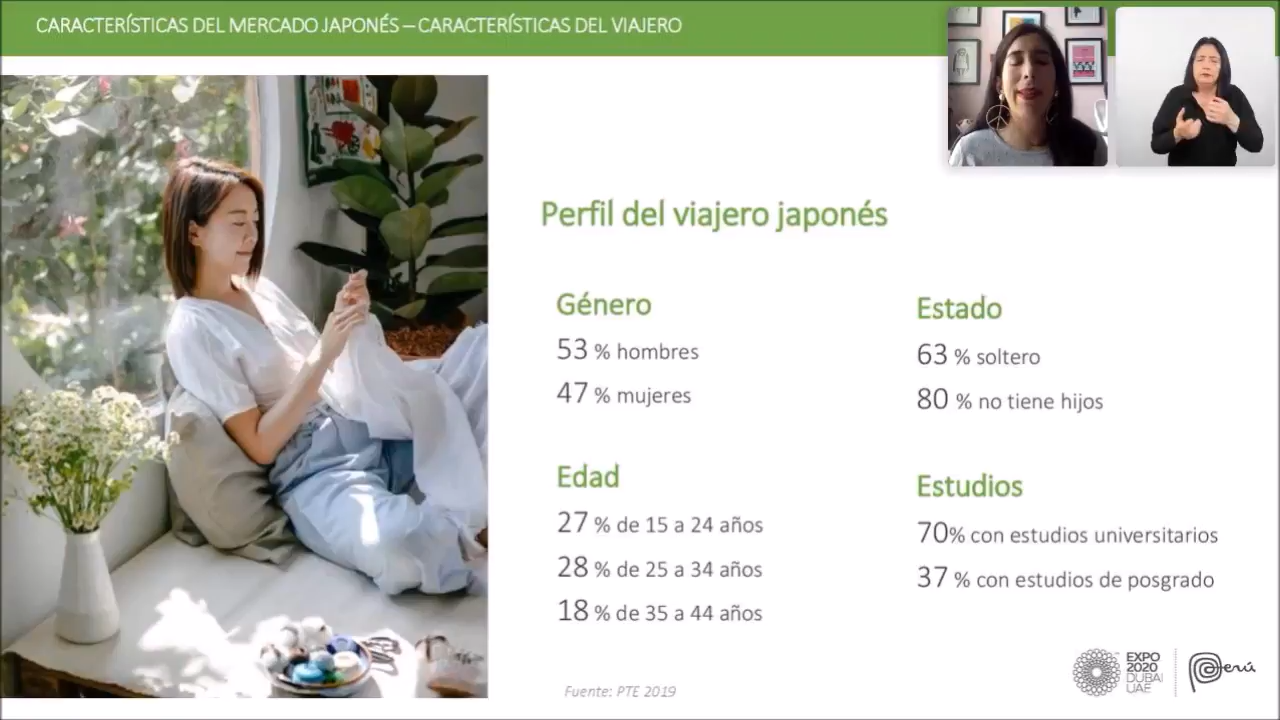 CARACTERÍSTICAS DEL MERCADO JAPONÉS – CARACTERÍSTICAS DEL VIAJERO
Perfil del viajero japonés
Género
53 % hombres
47 % mujeres
Edad
27 % de 15 a 24 años
28 % de 25 a 34 años
18 % de 35 a 44 años
Estado
63 % soltero
80 % no tiene hijos
Estudios
70% con estudios universitarios
37 % con estudios de posgrado
Fuente: PTE 2019
EXPO
2020
DUBAI
UAE
Perú